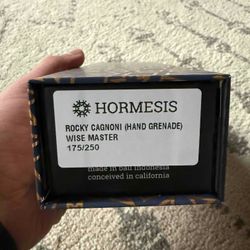 HORMESIS
ROCKY CAGNONI (HAND GRENADE)
WISE MASTER
175/250
made in bali indonesia
conceived in california